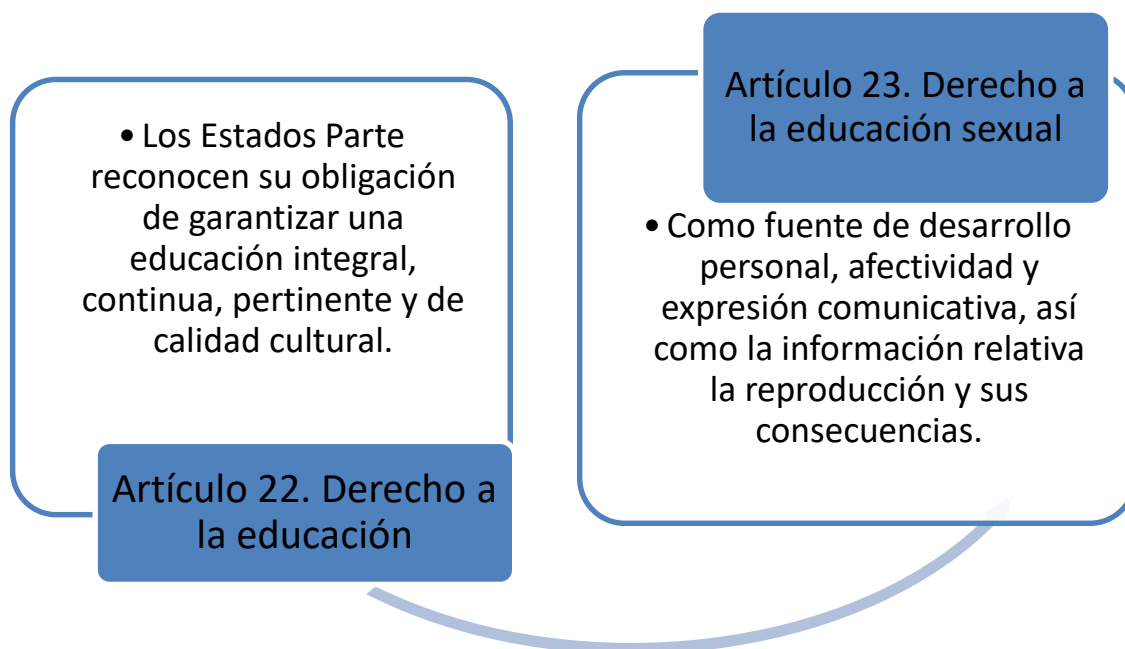 • Los Estados Parte
reconocen su obligación
de garantizar una
educación integral,
continua, pertinente y de
calidad cultural.
Artículo 22. Derecho a
la educación
Artículo 23. Derecho a
la educación sexual
• Como fuente de desarrollo
personal, afectividad y
expresión comunicativa, así
como la información relativa
la reproducción y sus
consecuencias.